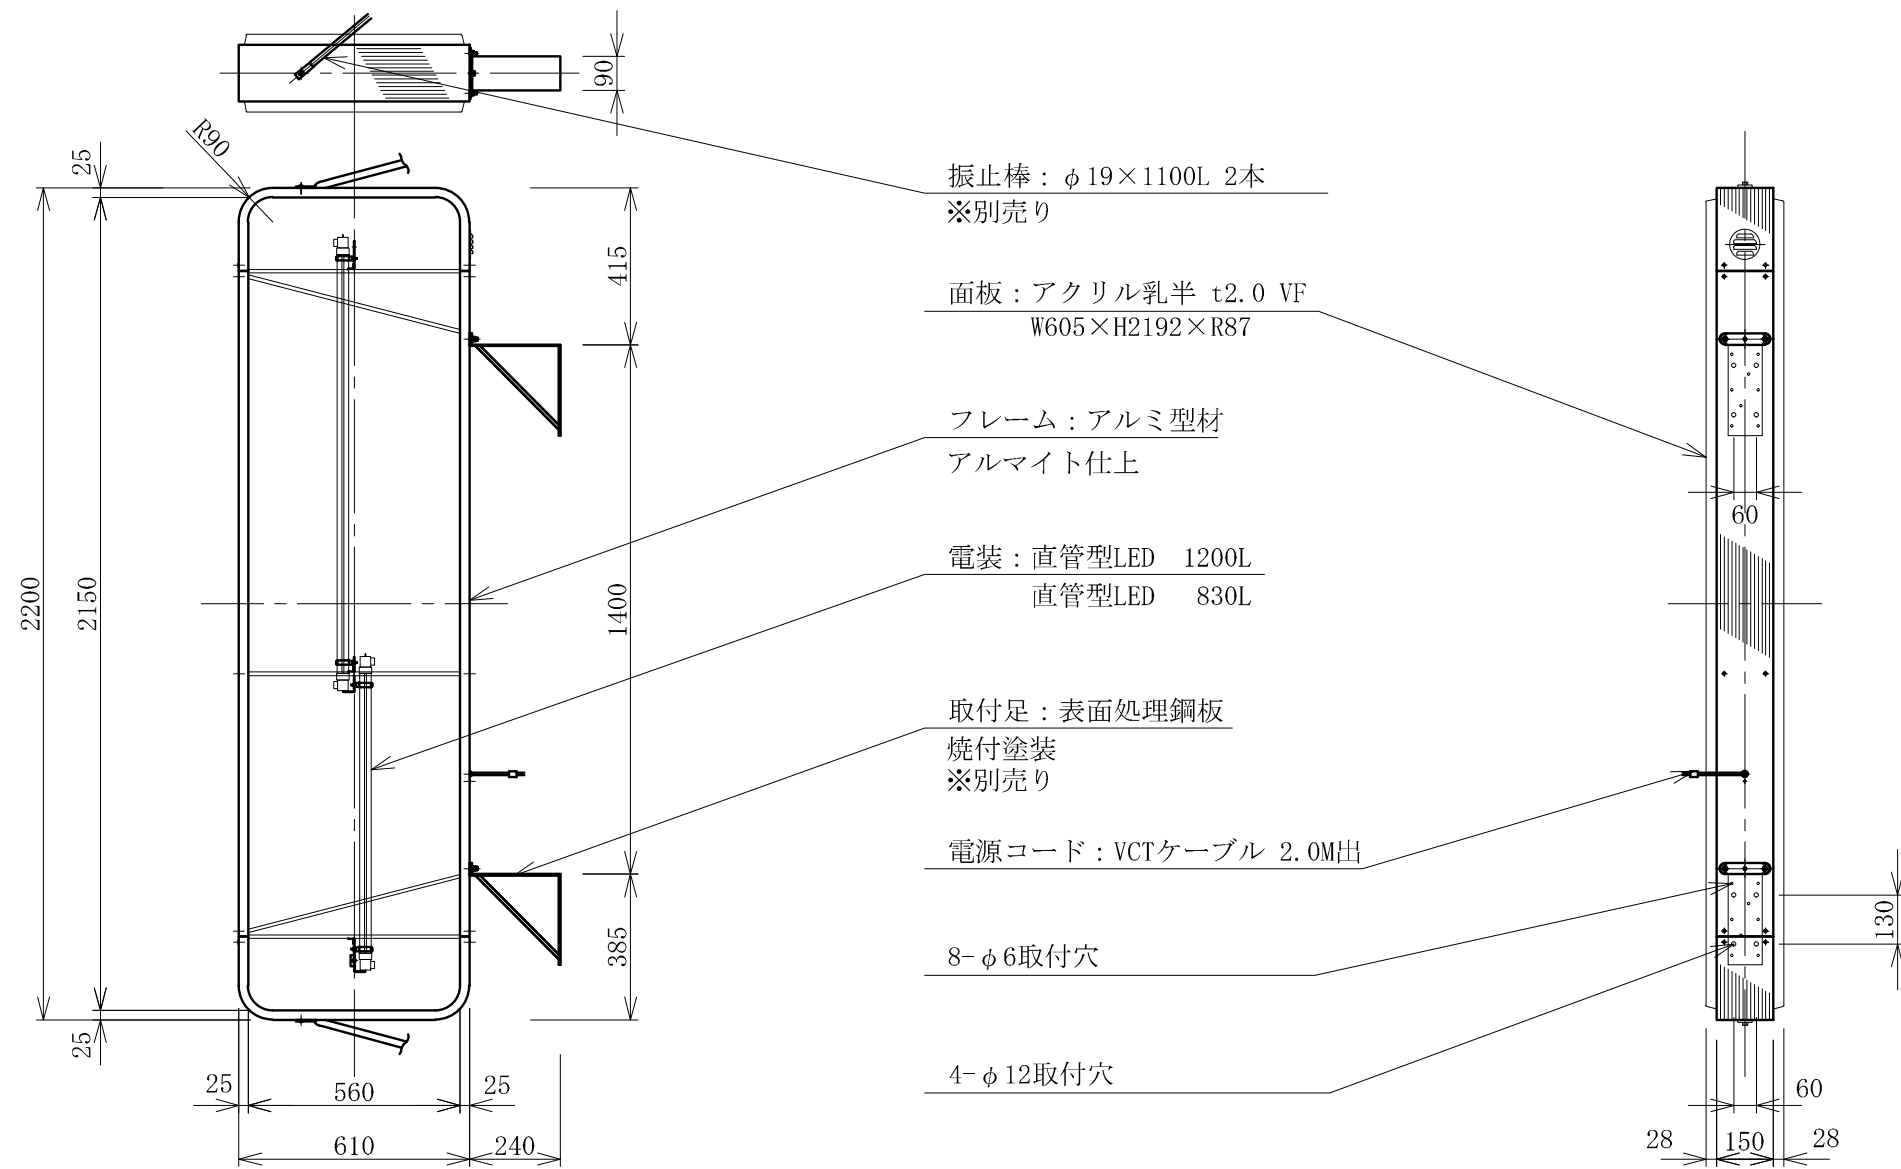 90
R90
25
2200
2150
25
415
1400
385
25
560
25
610
240
振止棒：φ19×1100L 2本
※別売り
面板：アクリル乳半 t2.0 VF
W605×H2192×R87
フレーム：アルミ型材
アルマイト仕上
電装：直管型LED 1200L
直管型LED 830L
取付足：表面処理鋼板
焼付塗装
※別売り
電源コード：VCTケーブル 2.0M出
8-φ6取付穴
4-φ12取付穴
60
130
60
28
150
28